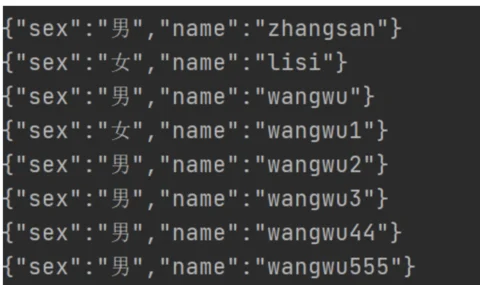 {"sex":"男","name":"zhangsan"}
{"sex":"女","name":"lisi"}
{"sex":"男","name":"wangwu"}
{"sex":"女","name":"wangwu1"}
{"sex":"男","name":"wangwu2"}
{"sex":"男","name":"wangwu3"}
{"sex":"男","name":"wangwu44"}
{"sex":"男","name":"wangwu555"}